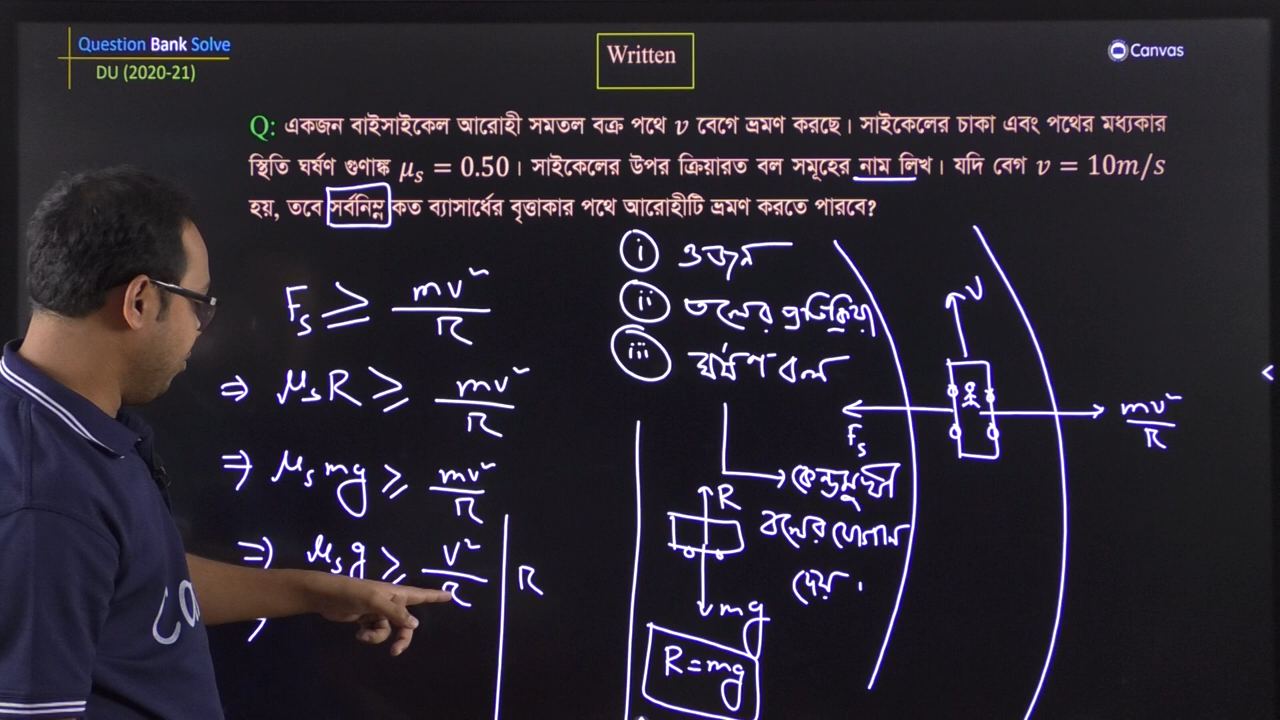 Question Bank Solve
DU (2020-21)
Written
Canvas
Q: একজন বাইসাইকেল আরোহী সমতল বক্র পথে v বেগে ভ্রমণ করছে। সাইকেলের চাকা এবং পথের মধ্যকার
স্থিতি ঘর্ষণ গুণাঙ্ক μₛ = 0.50। সাইকেলের উপর ক্রিয়ারত বল সমূহের নাম লিখ। যদি বেগ v = 10m/s
হয়, তবে সর্বনিম্ন কত ব্যাসার্ধের বৃত্তাকার পথে আরোহীটি ভ্রমণ করতে পারবে?
Fₛ ≥ mv²/r
⇒ μₛR ≥ mv²/r
⇒ μₛmg ≥ mv²/r
⇒ μₛg ≥ v²/r
r
⇒
i ওজন
ii তলের প্রতিক্রিয়া
iii ঘর্ষণ বল
কেন্দ্রমুখী
বলের যোগান
দেয়।
R
mg
R = mg
v
Fₛ
mv²/r